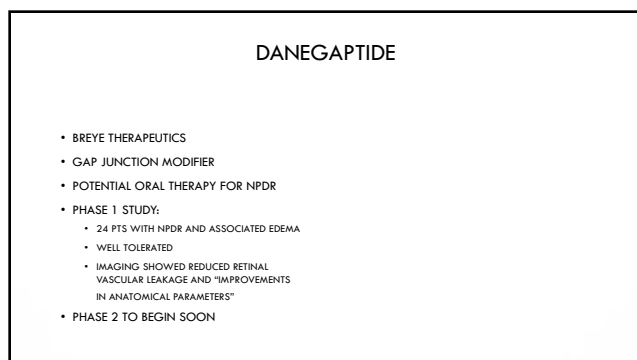 DANEGAPTIDE
• BREYE THERAPEUTICS
• GAP JUNCTION MODIFIER
• POTENTIAL ORAL THERAPY FOR NPDR
• PHASE 1 STUDY:
• 24 PTS WITH NPDR AND ASSOCIATED EDEMA
• WELL TOLERATED
• IMAGING SHOWED REDUCED RETINAL
VASCULAR LEAKAGE AND “IMPROVEMENTS
IN ANATOMICAL PARAMETERS”
• PHASE 2 TO BEGIN SOON